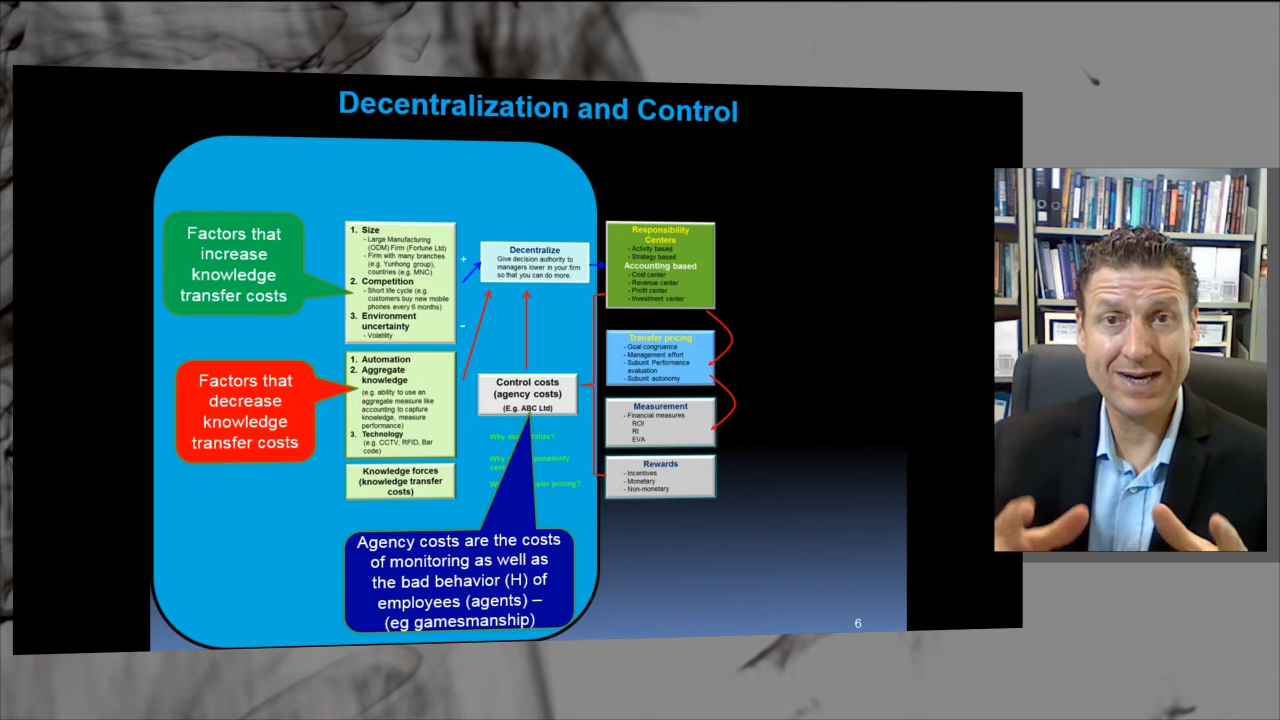 Decentralization and Control
Factors that
increase
knowledge
transfer costs
Factors that
decrease
knowledge
transfer costs
1. Size
- Large Manufacturing
(ODM) Firm (Fortune Ltd)
- Firm with many branches
(e.g. Yunhong group),
countries (e.g. MNC)
2. Competition
- Short life cycle (e.g.
customers buy new mobile
phones every 6 months)
3. Environment
uncertainty
- Volatility
1. Automation
2. Aggregate
knowledge
(e.g. ability to use an
aggregate measure like
accounting to capture
knowledge, measure
performance)
3. Technology
(e.g. CCTV, RFID, Bar
code)
Knowledge forces
(knowledge transfer
costs)
+
-
Decentralize
Give decision authority to
managers lower in your firm
so that you can do more.
Control costs
(agency costs)
(E.g. ABC Ltd)
Why
Why
sfer pricing?
Agency costs are the costs
of monitoring as well as
the bad behavior (H) of
employees (agents) –
(eg gamesmanship)
Responsibility
Centers
- Activity based
- Strategy based
Accounting based
- Cost center
- Revenue center
- Profit center
- Investment center
Transfer pricing
- Goal congruence
- Management effort
- Subunit Performance
evaluation
- Subunit autonomy
Measurement
- Financial measures
ROI
RI
EVA
Rewards
- Incentives
- Monetary
- Non-monetary
6